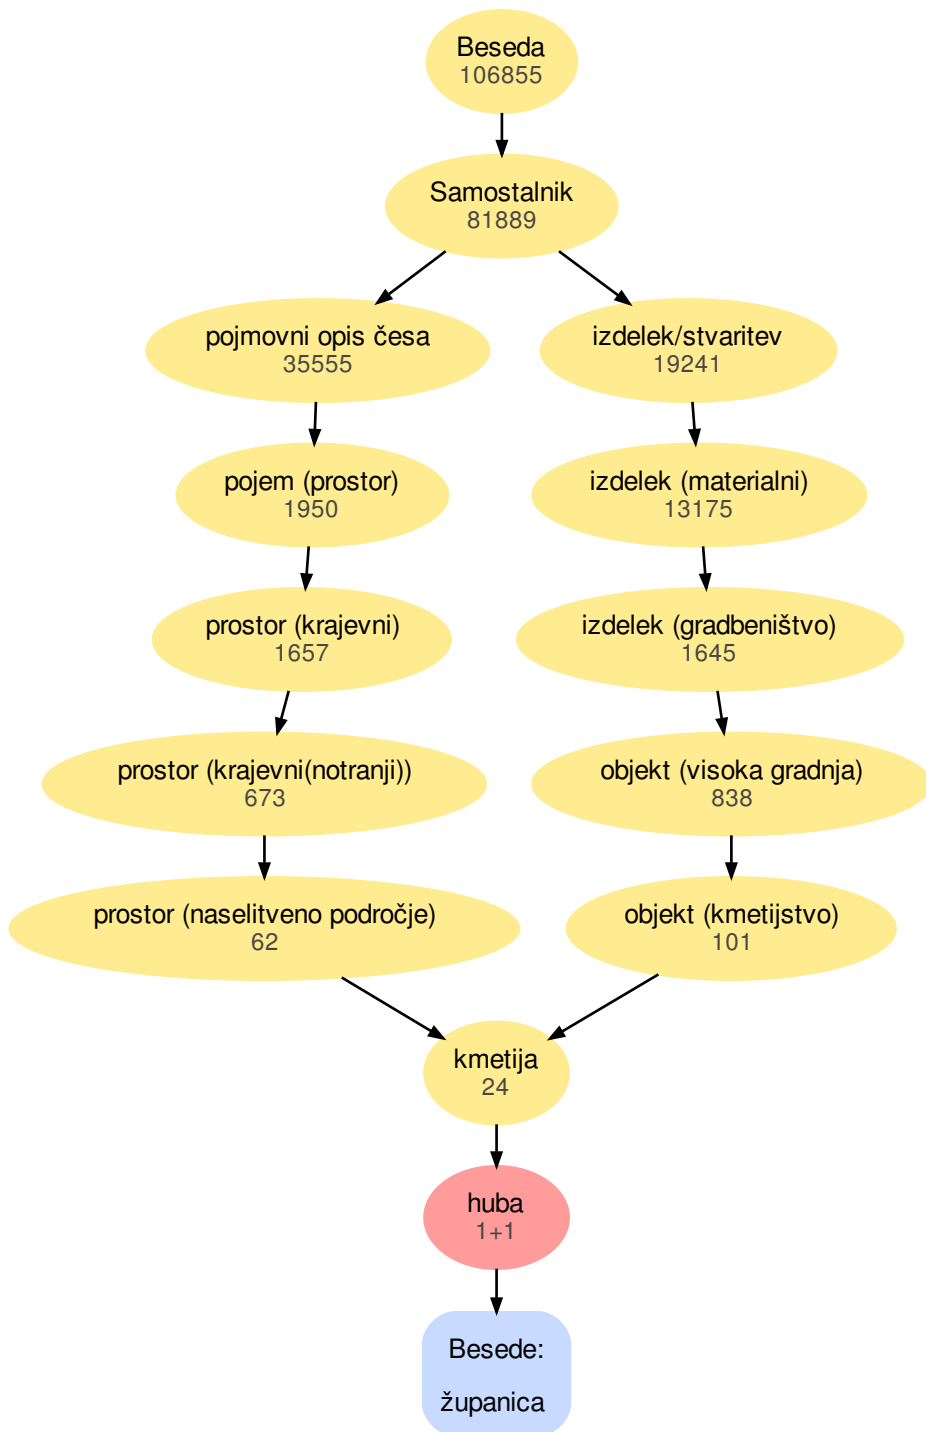 Beseda
106855
Samostalnik
81889
pojmovni opis česa
35555
izdelek/stvaritev
19241
pojem (prostor)
1950
izdelek (materialni)
13175
prostor (krajevni)
1657
izdelek (gradbeništvo)
1645
prostor (krajevni(notranji))
673
objekt (visoka gradnja)
838
prostor (naselitveno področje)
62
objekt (kmetijstvo)
101
kmetija
24
huba
1+1
Besede:
županica